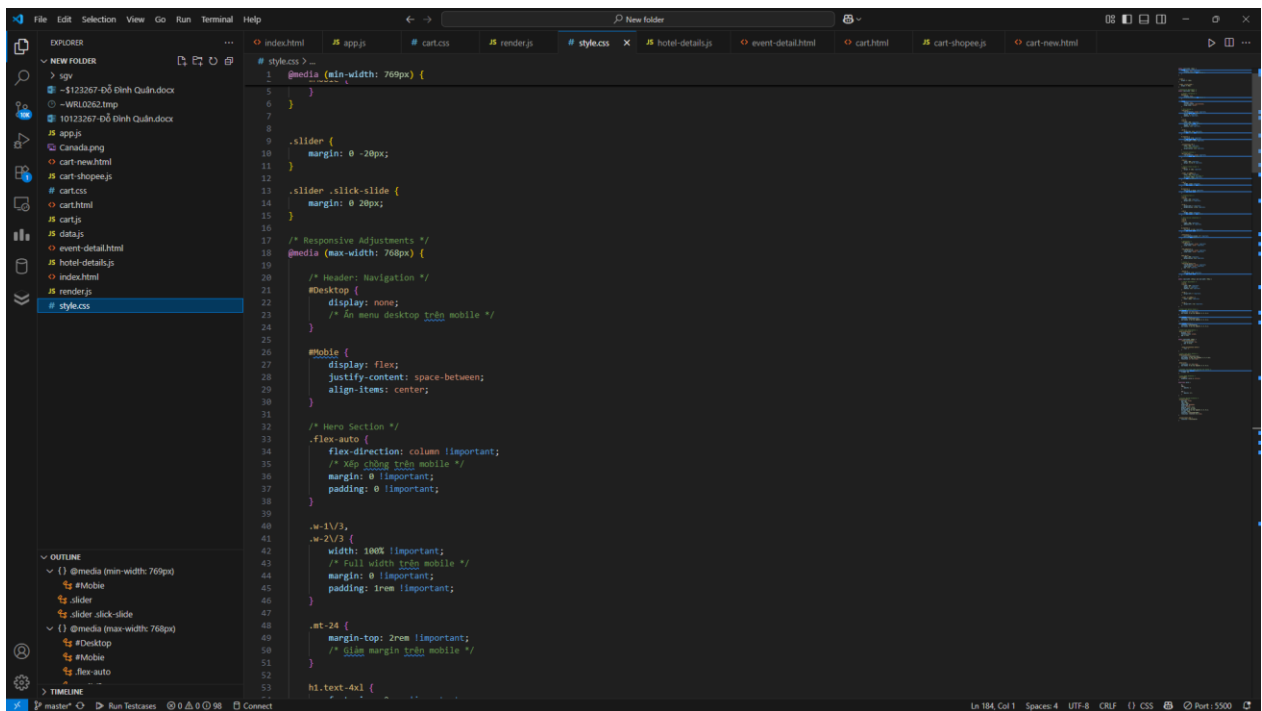 File Edit Selection View Go Run Terminal Help
New folder
EXPLORER
index.html
JS app.js
# cart.css
JS render.js
# style.css
JS hotel-details.js
event-detail.html
cart.html
JS cart-shopee.js
cart-new.html
NEW FOLDER
> sgv
~$123267-Đỗ Đình Quân.docx
~WRL0262.tmp
10123267-Đỗ Đình Quân.docx
JS app.js
Canada.png
cart-new.html
JS cart-shopee.js
# cart.css
cart.html
JS cart.js
JS data.js
event-detail.html
JS hotel-details.js
index.html
JS render.js
# style.css
10K
1
OUTLINE
{} @media (min-width: 769px)
#Mobie
.slider
.slider .slick-slide
{} @media (max-width: 768px)
#Desktop
#Mobie
.flex-auto
> TIMELINE
# style.css > ...
1 @media (min-width: 769px) {
5 }
6 }
7
8
9 .slider {
10 margin: 0 -20px;
11 }
12
13 .slider .slick-slide {
14 margin: 0 20px;
15 }
16
17 /* Responsive Adjustments */
18 @media (max-width: 768px) {
19
20 /* Header: Navigation */
21 #Desktop {
22 display: none;
23 /* Ẩn menu desktop trên mobile */
24 }
25
26 #Mobie {
27 display: flex;
28 justify-content: space-between;
29 align-items: center;
30 }
31
32 /* Hero Section */
33 .flex-auto {
34 flex-direction: column !important;
35 /* Xếp chồng trên mobile */
36 margin: 0 !important;
37 padding: 0 !important;
38 }
39
40 .w-1\/3,
41 .w-2\/3 {
42 width: 100% !important;
43 /* Full width trên mobile */
44 margin: 0 !important;
45 padding: 1rem !important;
46 }
47
48 .mt-24 {
49 margin-top: 2rem !important;
50 /* Giảm margin trên mobile */
51 }
52
53 h1.text-4xl {
master* Run Testcases 0 0 98 Connect
Ln 184, Col 1 Spaces: 4 UTF-8 CRLF {} CSS Port : 5500